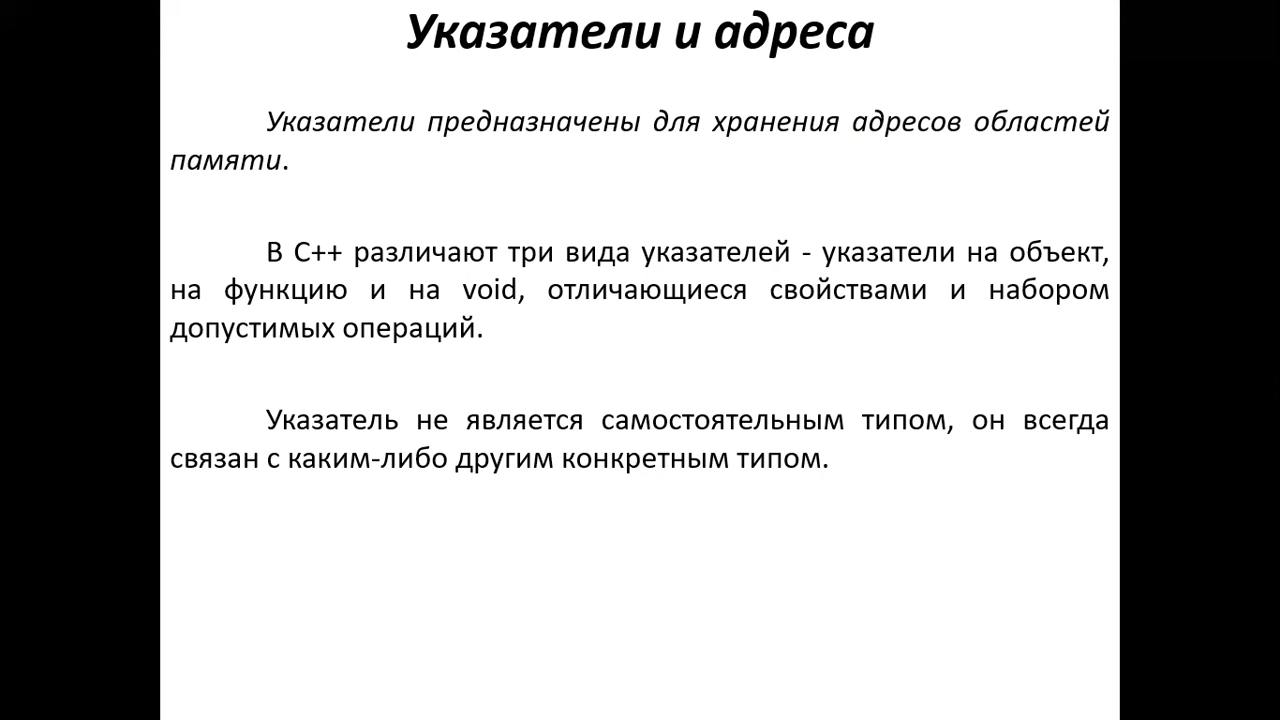 Указатели и адреса
Указатели предназначены для хранения адресов областей
памяти.
В С++ различают три вида указателей - указатели на объект,
на функцию и на void, отличающиеся свойствами и набором
допустимых операций.
Указатель не является самостоятельным типом, он всегда
связан с каким-либо другим конкретным типом.